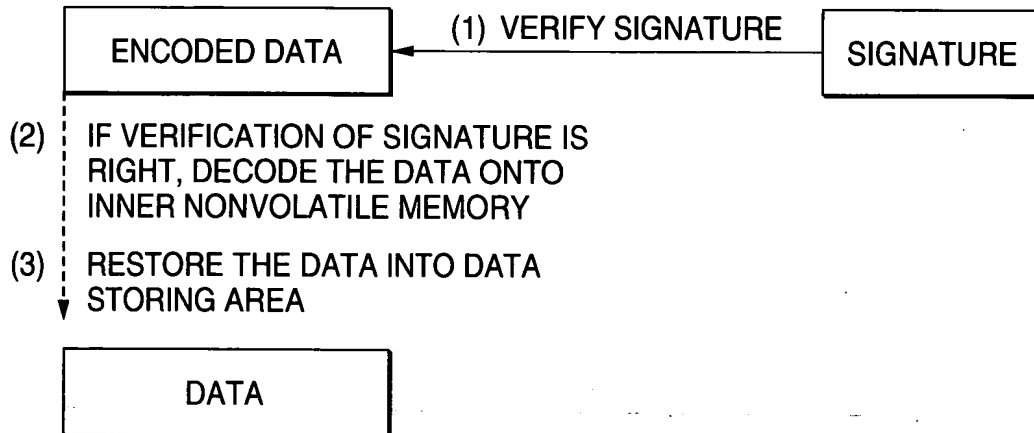 ENCODED DATA
(1) VERIFY SIGNATURE
SIGNATURE
(2) IF VERIFICATION OF SIGNATURE IS
RIGHT, DECODE THE DATA ONTO
INNER NONVOLATILE MEMORY
(3) RESTORE THE DATA INTO DATA
STORING AREA
DATA